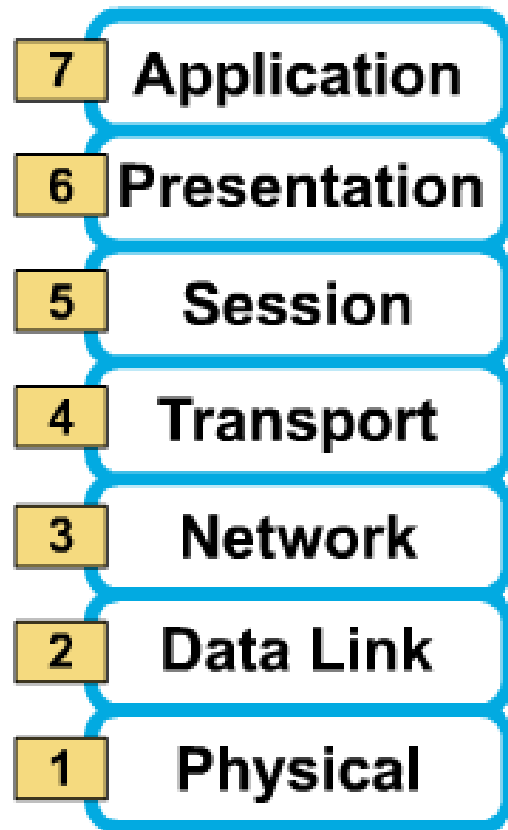 7 Application
6 Presentation
5 Session
4 Transport
3 Network
2 Data Link
1 Physical